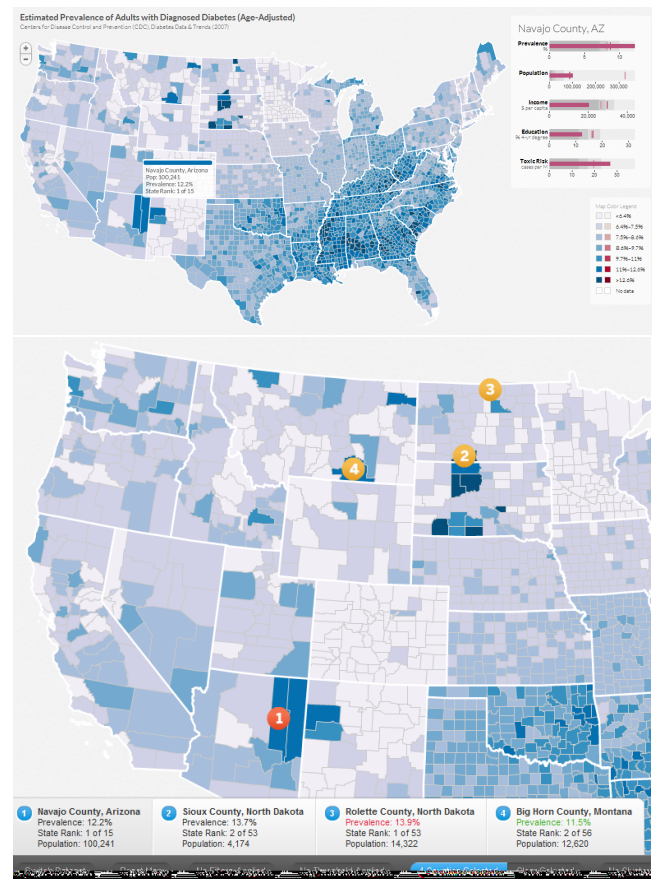 Estimated Prevalence of Adults with Diagnosed Diabetes (Age-Adjusted)
Centers for Disease Control and Prevention (CDC), Diabetes Data & Trends (2007)
+
−
Navajo County, AZ
Prevalence
%
0 5 10
Population
0 100,000 200,000 300,000
Income
$ per capita
0 20,000 40,000
Education
% 4-yr degree
0 10 20 30
Toxic Risk
cases per M
0 10 20 30
Navajo County, Arizona
Pop: 100,241
Prevalence: 12.2%
State Rank: 1 of 15
Map Color Legend
<6.4%
6.4%-7.5%
7.5%-8.6%
8.6%-9.7%
9.7%-11%
11%-12.6%
>12.6%
No data
3
2
4
1
1 Navajo County, Arizona
Prevalence: 12.2%
State Rank: 1 of 15
Population: 100,241
2 Sioux County, North Dakota
Prevalence: 13.7%
State Rank: 2 of 53
Population: 4,174
3 Rolette County, North Dakota
Prevalence: 13.9%
State Rank: 1 of 53
Population: 14,322
4 Big Horn County, Montana
Prevalence: 11.5%
State Rank: 2 of 56
Population: 12,620